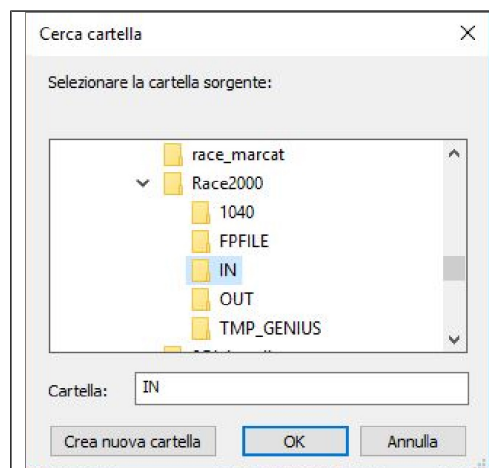 Cerca cartella
Selezionare la cartella sorgente:
race_marcat
Race2000
1040
FPFILE
IN
OUT
TMP_GENIUS
Cartella: IN
Crea nuova cartella OK Annulla